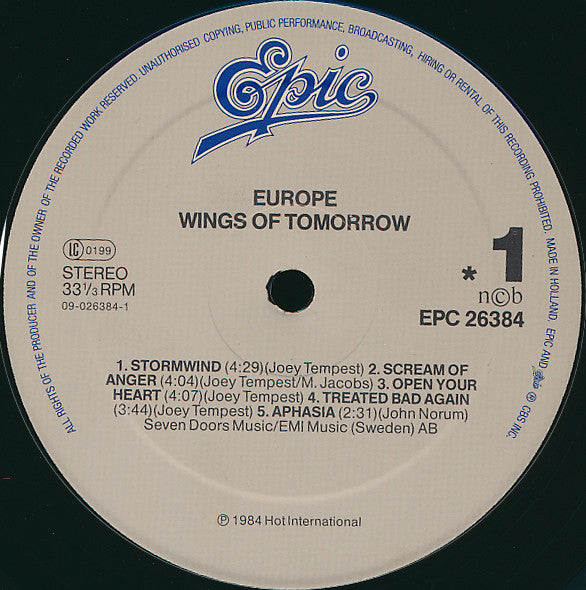 ALL RIGHTS OF THE PRODUCER AND OF THE OWNER OF THE RECORDED WORK RESERVED. UNAUTHORISED COPYING, PUBLIC PERFORMANCE, BROADCASTING, HIRING OR RENTAL OF THIS RECORDING PROHIBITED. MADE IN HOLLAND. EPC AND Epic ℗ CBS INC.
Epic
EUROPE
WINGS OF TOMORROW
LC 0199
STEREO
33⅓ RPM
09-026384-1
* 1
n©b
EPC 26384
1. STORMWIND (4:29)(Joey Tempest) 2. SCREAM OF
ANGER (4:04)(Joey Tempest/M. Jacobs) 3. OPEN YOUR
HEART (4:07)(Joey Tempest) 4. TREATED BAD AGAIN
(3:44)(Joey Tempest) 5. APHASIA (2:31)(John Norum)
Seven Doors Music/EMI Music (Sweden) AB
℗ 1984 Hot International